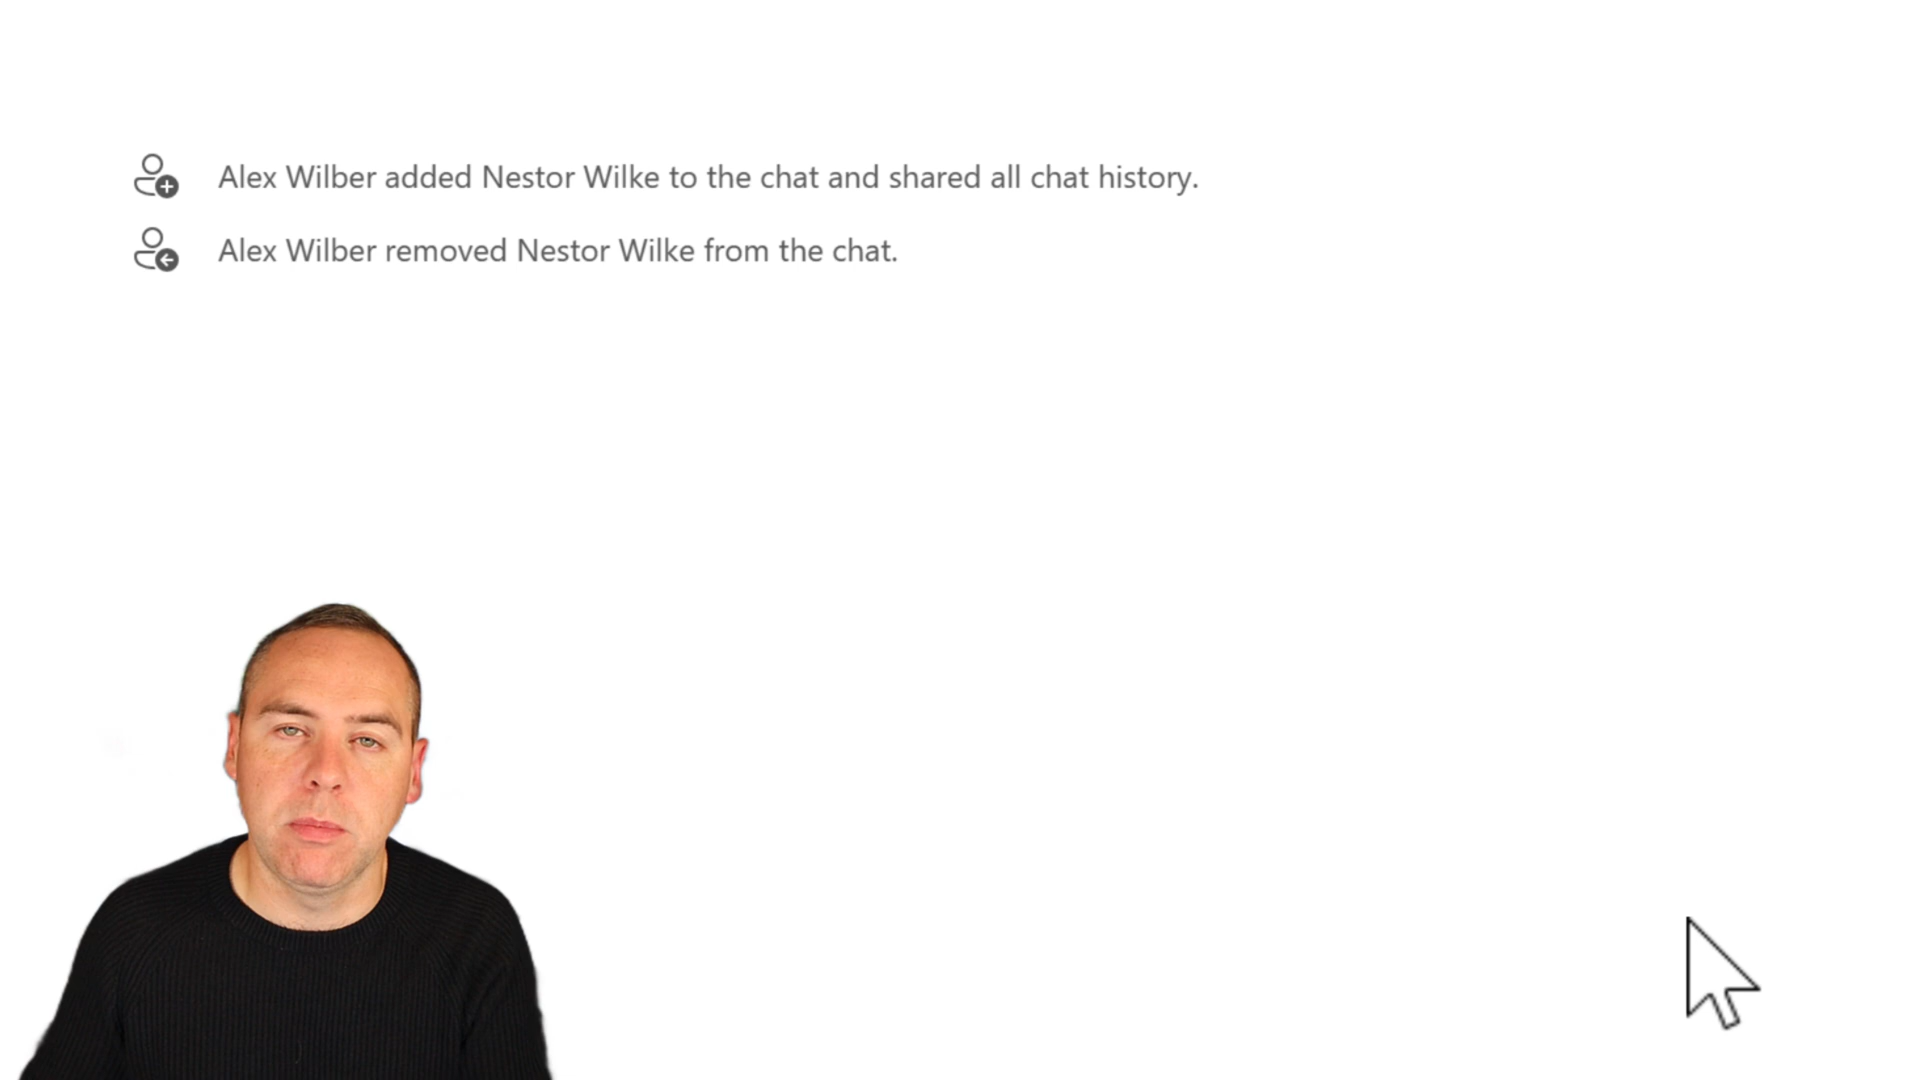 Alex Wilber added Nestor Wilke to the chat and shared all chat history.
Alex Wilber removed Nestor Wilke from the chat.